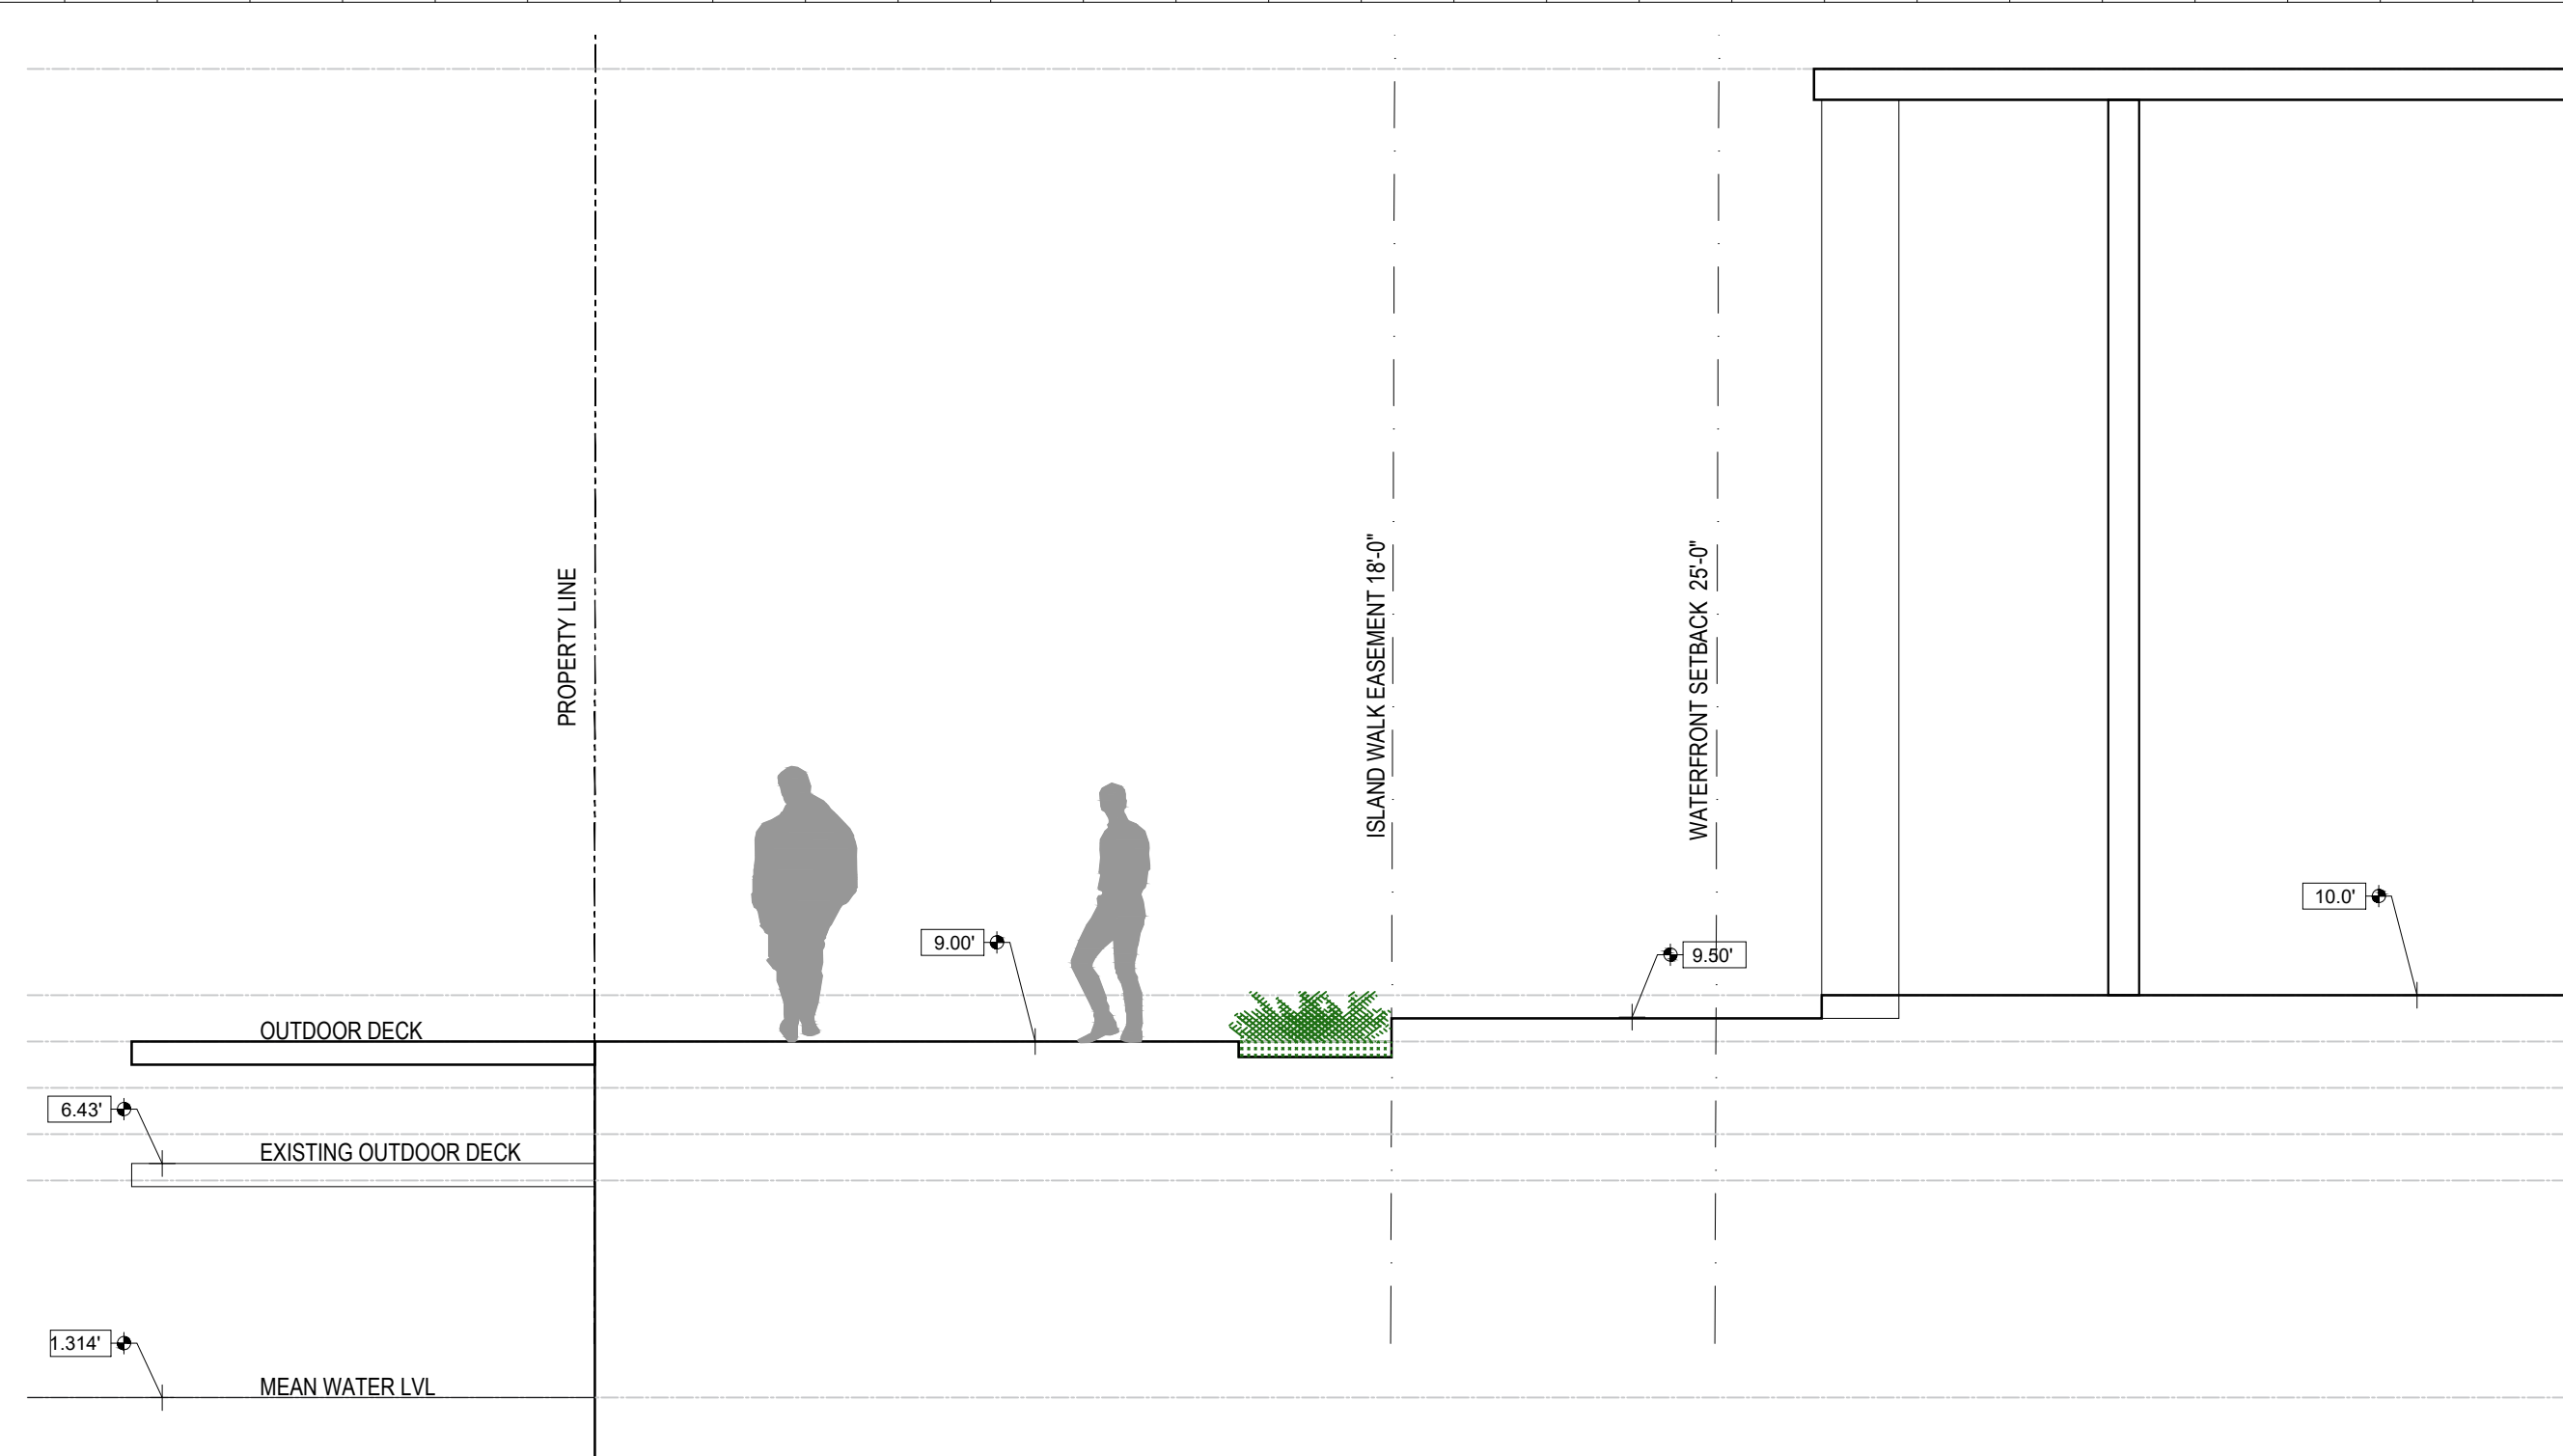 PROPERTY LINE
ISLAND WALK EASEMENT 18'-0"
WATERFRONT SETBACK 25'-0"
10.0'
9.00'
9.50'
OUTDOOR DECK
6.43'
EXISTING OUTDOOR DECK
1.314'
MEAN WATER LVL